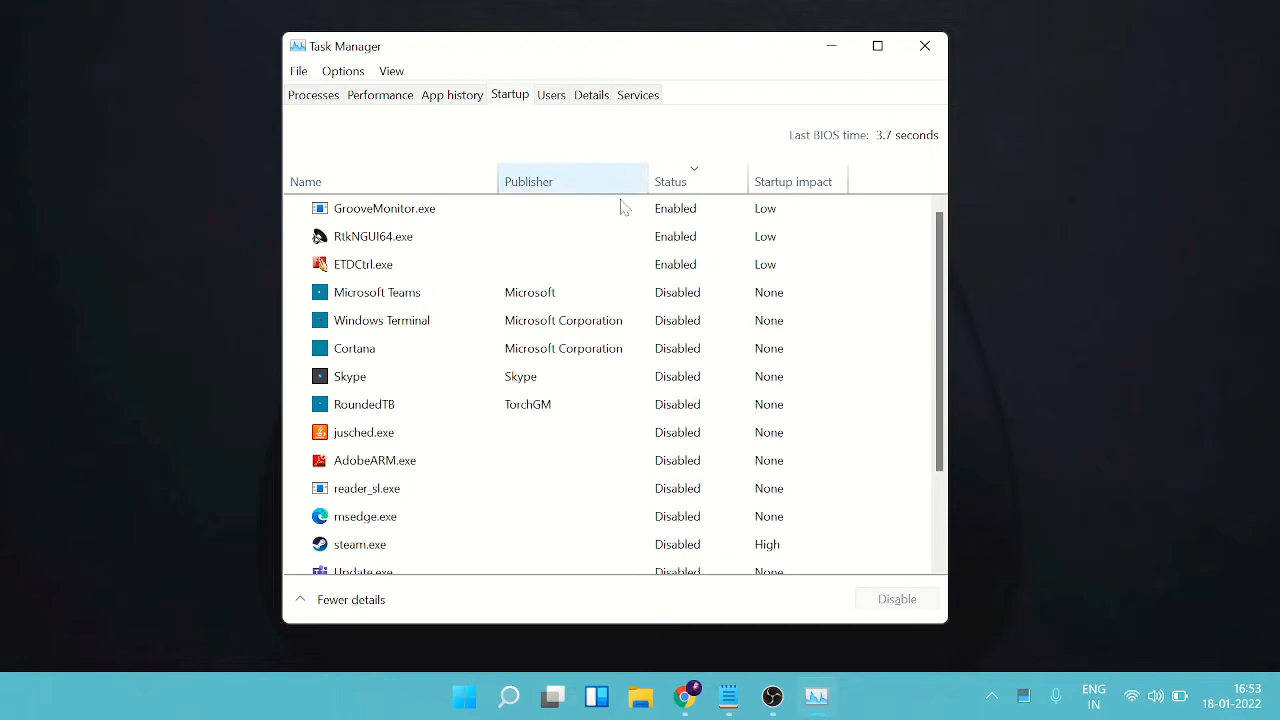 Task Manager
File Options View
Processes Performance App history Startup Users Details Services
Last BIOS time: 3.7 seconds
Name Publisher Status Startup impact
GrooveMonitor.exe Enabled Low
RtkNGUI64.exe Enabled Low
ETDCtrl.exe Enabled Low
Microsoft Teams Microsoft Disabled None
Windows Terminal Microsoft Corporation Disabled None
Cortana Microsoft Corporation Disabled None
Skype Skype Disabled None
RoundedTB TorchGM Disabled None
jusched.exe Disabled None
AdobeARM.exe Disabled None
reader_sl.exe Disabled None
msedge.exe Disabled None
steam.exe Disabled High
Update.exe Disabled None
Fewer details Disable
ENG 16:53
IN 18-01-2022